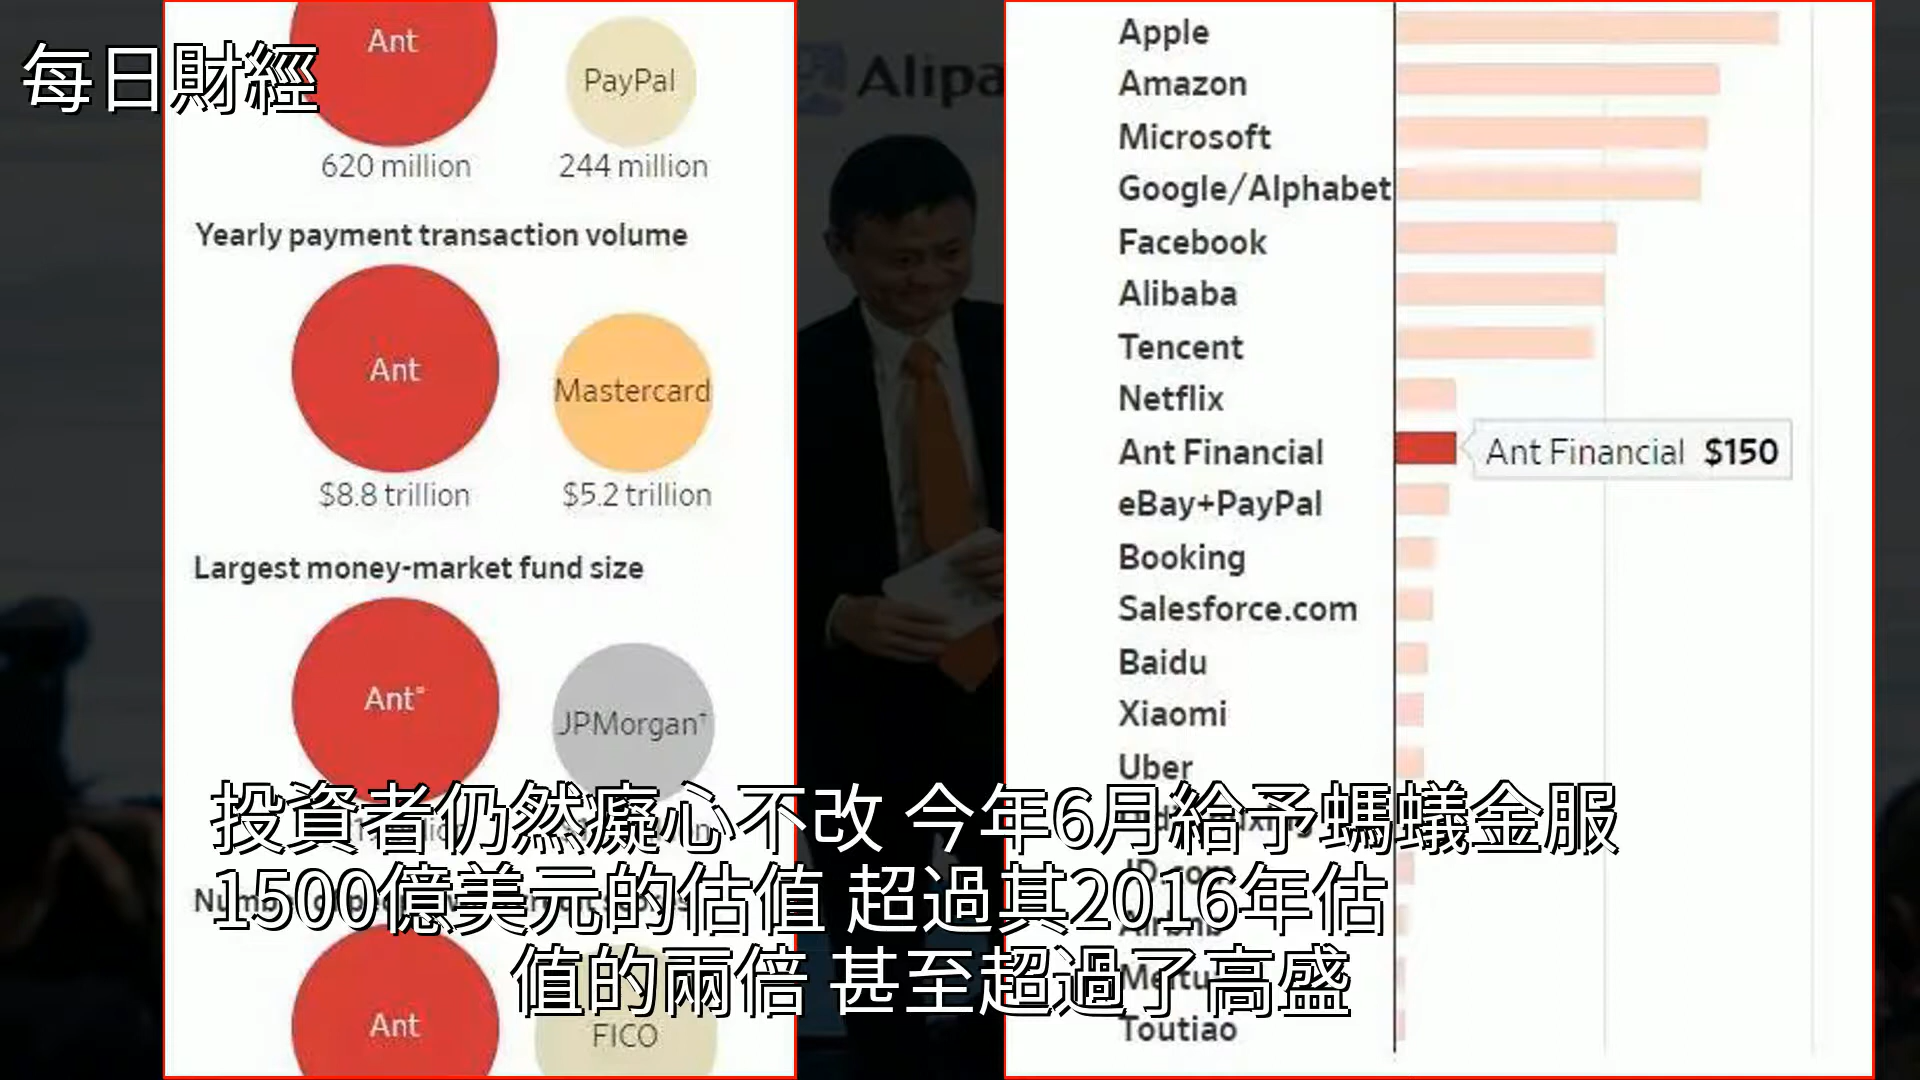 每日財經
Ant
PayPal
620 million
244 million
Yearly payment transaction volume
Ant
Mastercard
$8.8 trillion
$5.2 trillion
Largest money-market fund size
Ant
JPMorgan†
Ant
FICO
Alipa
Apple
Amazon
Microsoft
Google/Alphabet
Facebook
Alibaba
Tencent
Netflix
Ant Financial
Ant Financial $150
eBay+PayPal
Booking
Salesforce.com
Baidu
Xiaomi
Uber
JD.com
Airbnb
Meitu
Toutiao
投資者仍然癡心不改 今年6月給予螞蟻金服
1500億美元的估值 超過其2016年估
值的兩倍 甚至超過了高盛